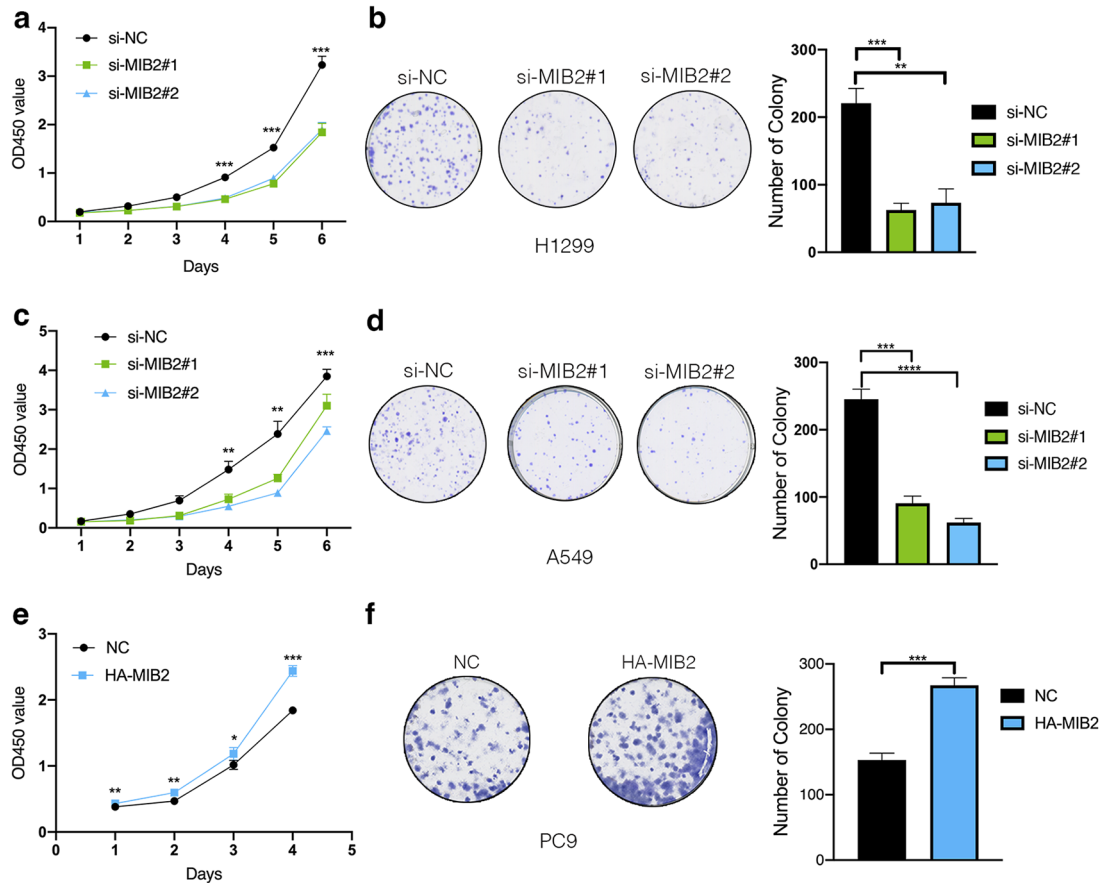 a
si-NC
si-MIB2#1
si-MIB2#2
OD450 value
4
3
2
1
0
***
***
***
1 2 3 4 5 6
Days
b
si-NC si-MIB2#1 si-MIB2#2
H1299
Number of Colony
300
200
100
0
***
**
si-NC
si-MIB2#1
si-MIB2#2
c
si-NC
si-MIB2#1
si-MIB2#2
OD450 value
5
4
3
2
1
0
***
**
**
1 2 3 4 5 6
Days
d
si-NC si-MIB2#1 si-MIB2#2
A549
Number of Colony
300
200
100
0
***
****
si-NC
si-MIB2#1
si-MIB2#2
e
NC
HA-MIB2
OD450 value
3
2
1
0
***
*
** **
0 1 2 3 4 5
Days
f
NC HA-MIB2
PC9
Number of Colony
300
200
100
0
***
NC
HA-MIB2